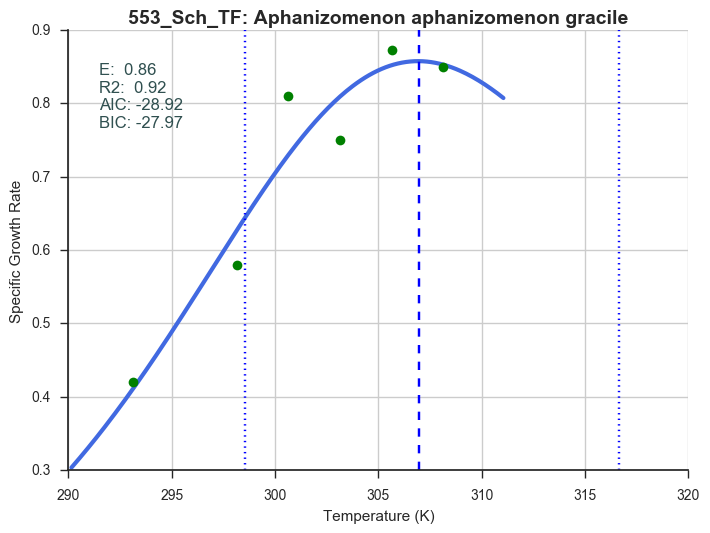 553_Sch_TF: Aphanizomenon aphanizomenon gracile
E:  0.86
R2:  0.92
AIC: -28.92
BIC: -27.97
Specific Growth Rate
0.9
0.8
0.7
0.6
0.5
0.4
0.3
290 295 300 305 310 315 320
Temperature (K)